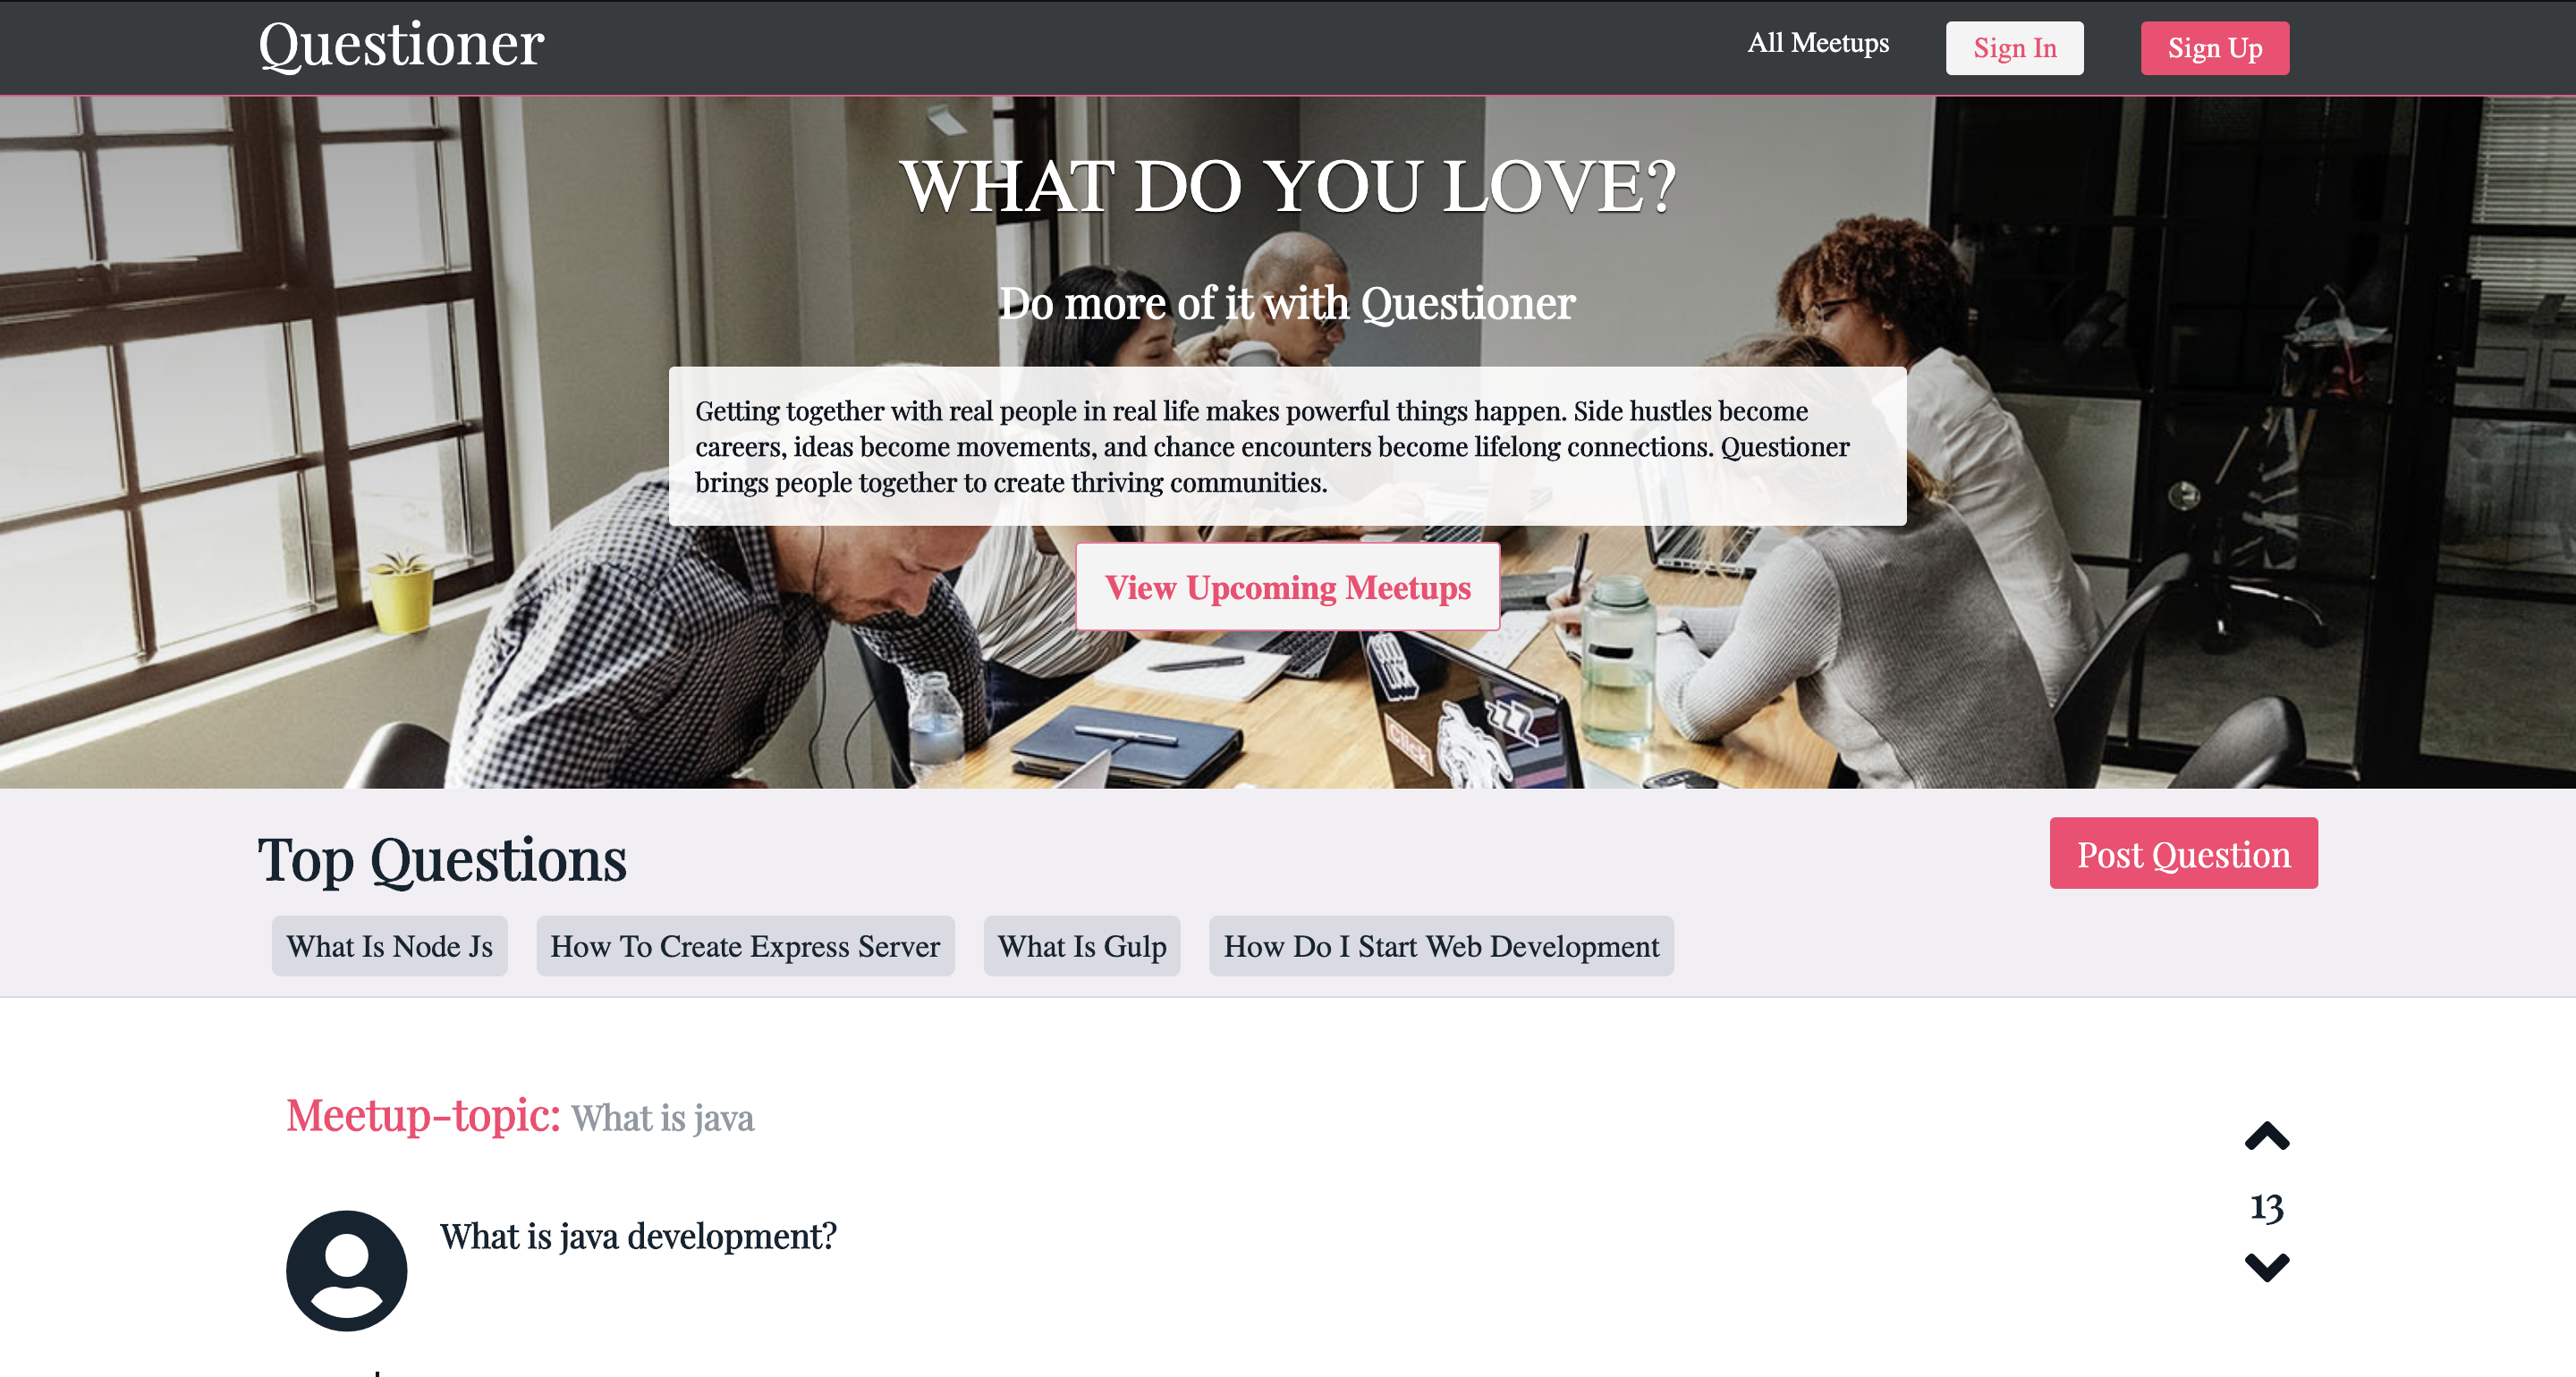 Questioner
All Meetups
Sign In
Sign Up
WHAT DO YOU LOVE?
Do more of it with Questioner
Getting together with real people in real life makes powerful things happen. Side hustles become
careers, ideas become movements, and chance encounters become lifelong connections. Questioner
brings people together to create thriving communities.
View Upcoming Meetups
Click
Top Questions
Post Question
What Is Node Js
How To Create Express Server
What Is Gulp
How Do I Start Web Development
Meetup-topic: What is java
13
What is java development?